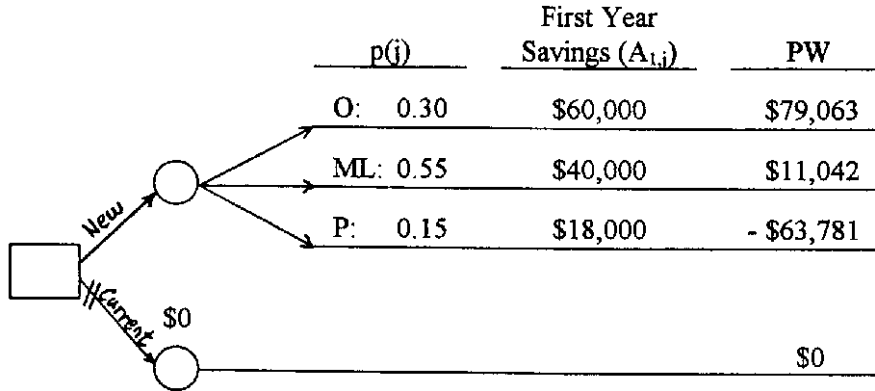 First Year
p(j) Savings (A1,j) PW
O: 0.30 $60,000 $79,063
ML: 0.55 $40,000 $11,042
New
P: 0.15 $18,000 - $63,781
Current $0
$0